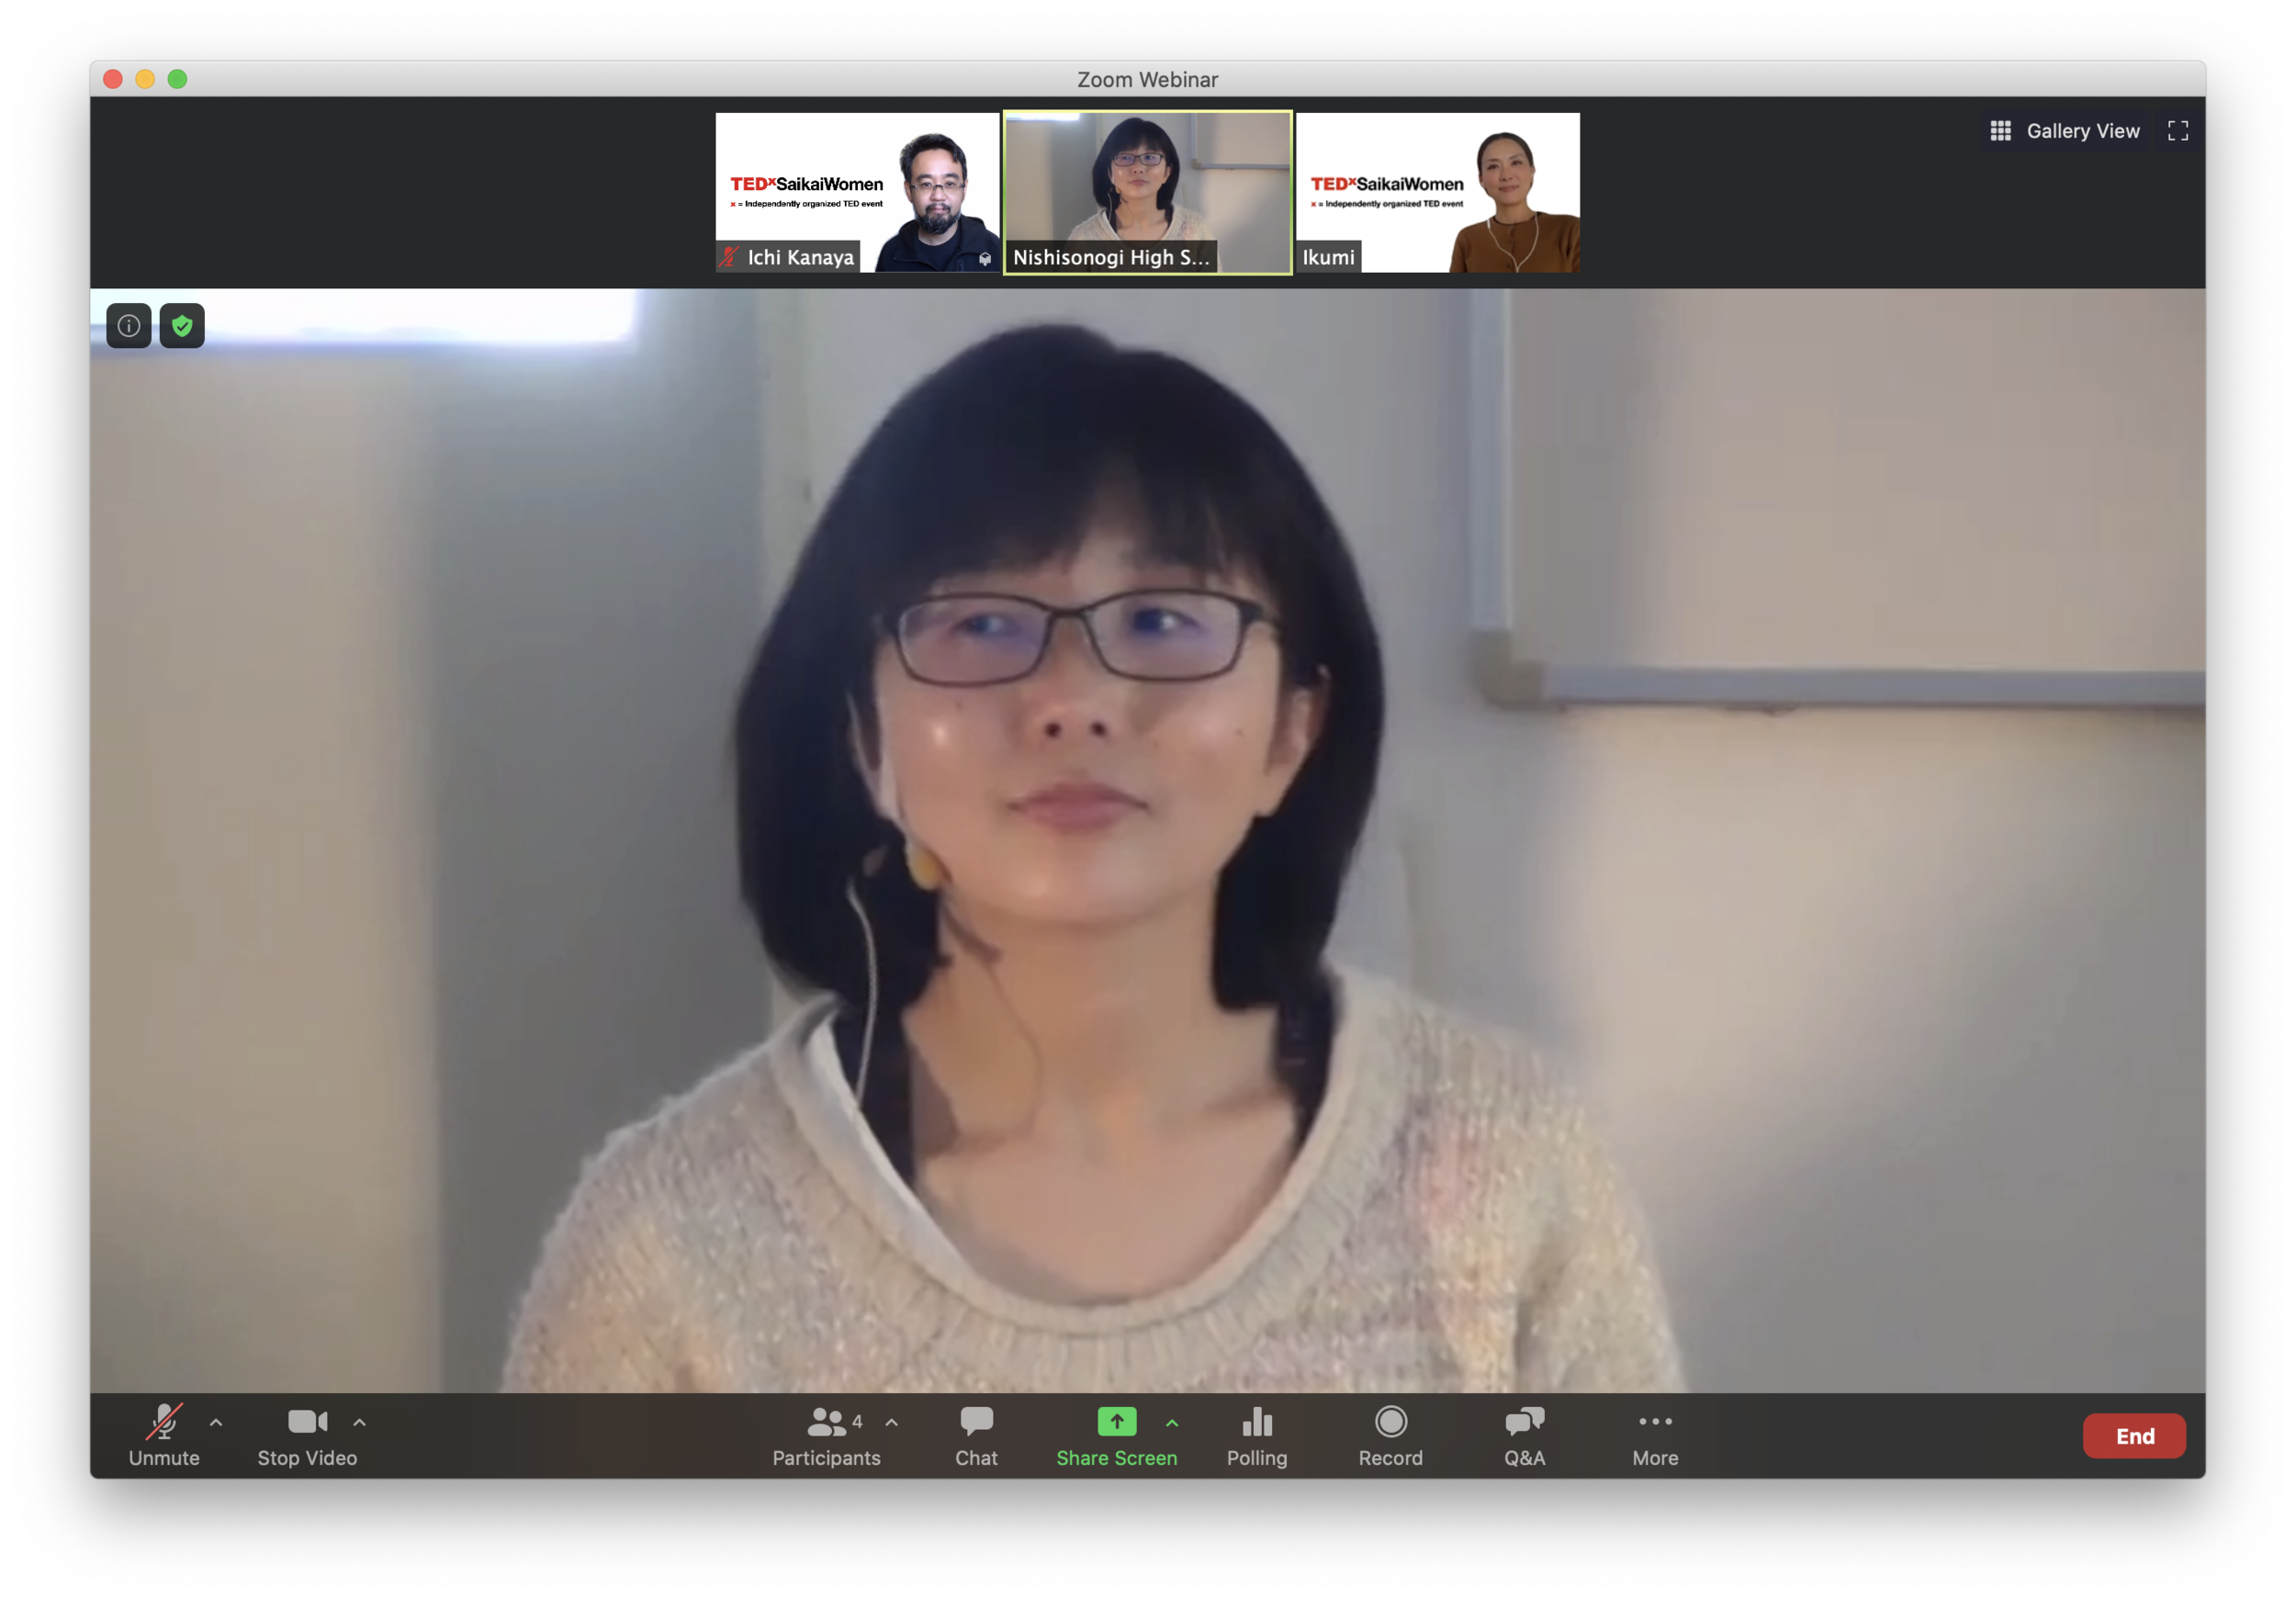 Zoom Webinar
Gallery View
TEDxSaikaiWomen
x = Independently organized TED event
Ichi Kanaya
Nishisonogi High S...
TEDxSaikaiWomen
x = Independently organized TED event
Ikumi
Unmute
Stop Video
4
Participants
Chat
Share Screen
Polling
Record
Q&A
More
End